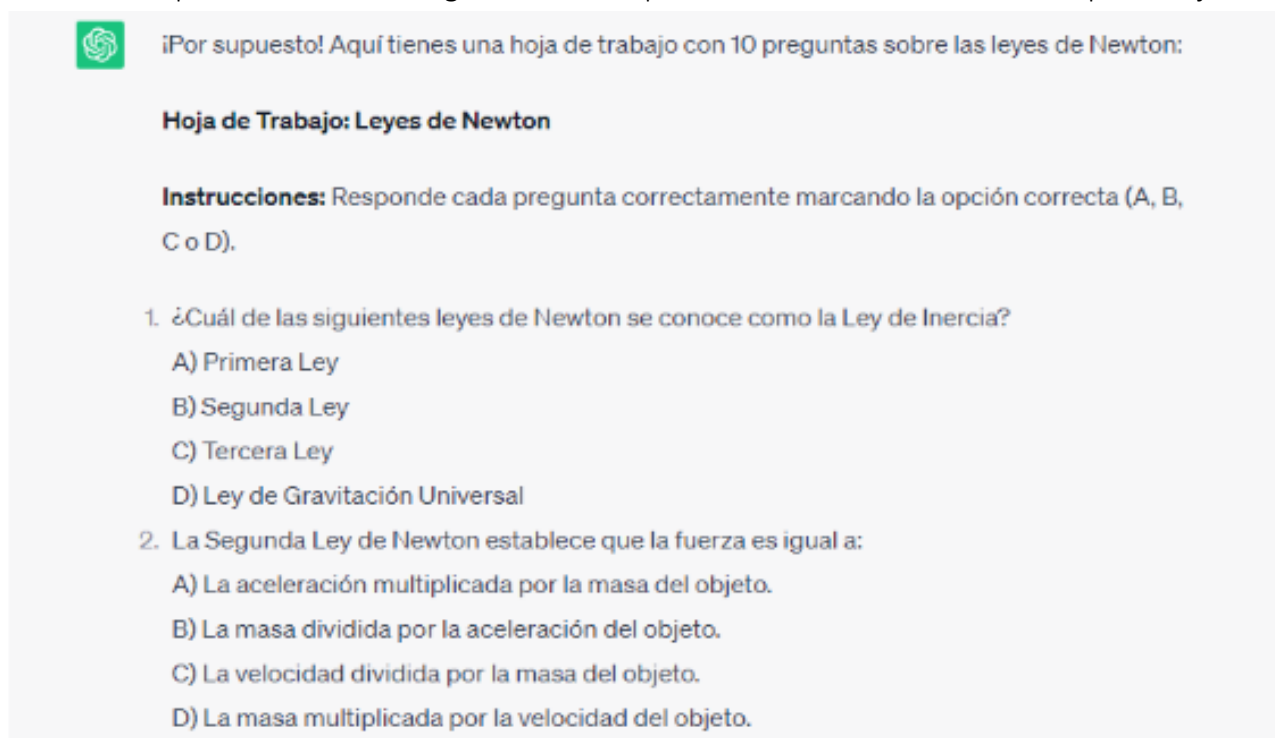 ¡Por supuesto! Aquí tienes una hoja de trabajo con 10 preguntas sobre las leyes de Newton:
Hoja de Trabajo: Leyes de Newton
Instrucciones: Responde cada pregunta correctamente marcando la opción correcta (A, B,
C o D).
1. ¿Cuál de las siguientes leyes de Newton se conoce como la Ley de Inercia?
A) Primera Ley
B) Segunda Ley
C) Tercera Ley
D) Ley de Gravitación Universal
2. La Segunda Ley de Newton establece que la fuerza es igual a:
A) La aceleración multiplicada por la masa del objeto.
B) La masa dividida por la aceleración del objeto.
C) La velocidad dividida por la masa del objeto.
D) La masa multiplicada por la velocidad del objeto.